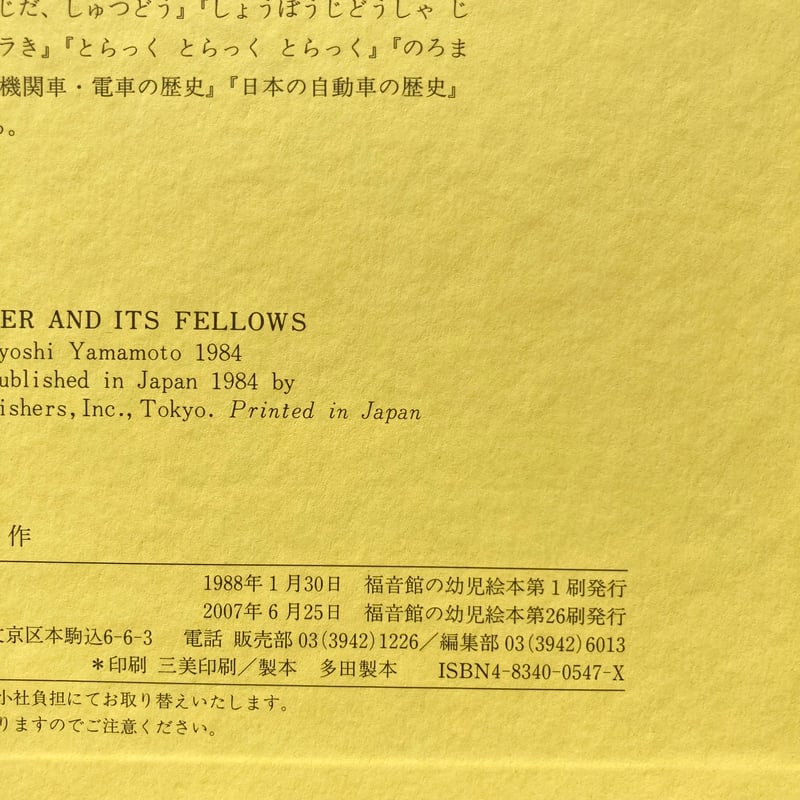 じだ、しゅつどう』『しょうぼうじどうしゃ じ
ラき』『とらっく とらっく とらっく』『のろま
機関車・電車の歴史』『日本の自動車の歴史』
る。
ER AND ITS FELLOWS
yoshi Yamamoto 1984
ublished in Japan 1984 by
ishers, Inc., Tokyo. Printed in Japan
作
1988年1月30日 福音館の幼児絵本第1刷発行
2007年6月25日 福音館の幼児絵本第26刷発行
文京区本駒込6-6-3 電話 販売部 03(3942)1226／編集部 03(3942)6013
＊印刷 三美印刷／製本 多田製本 ISBN4-8340-0547-X
小社負担にてお取り替えいたします。
りますのでご注意ください。